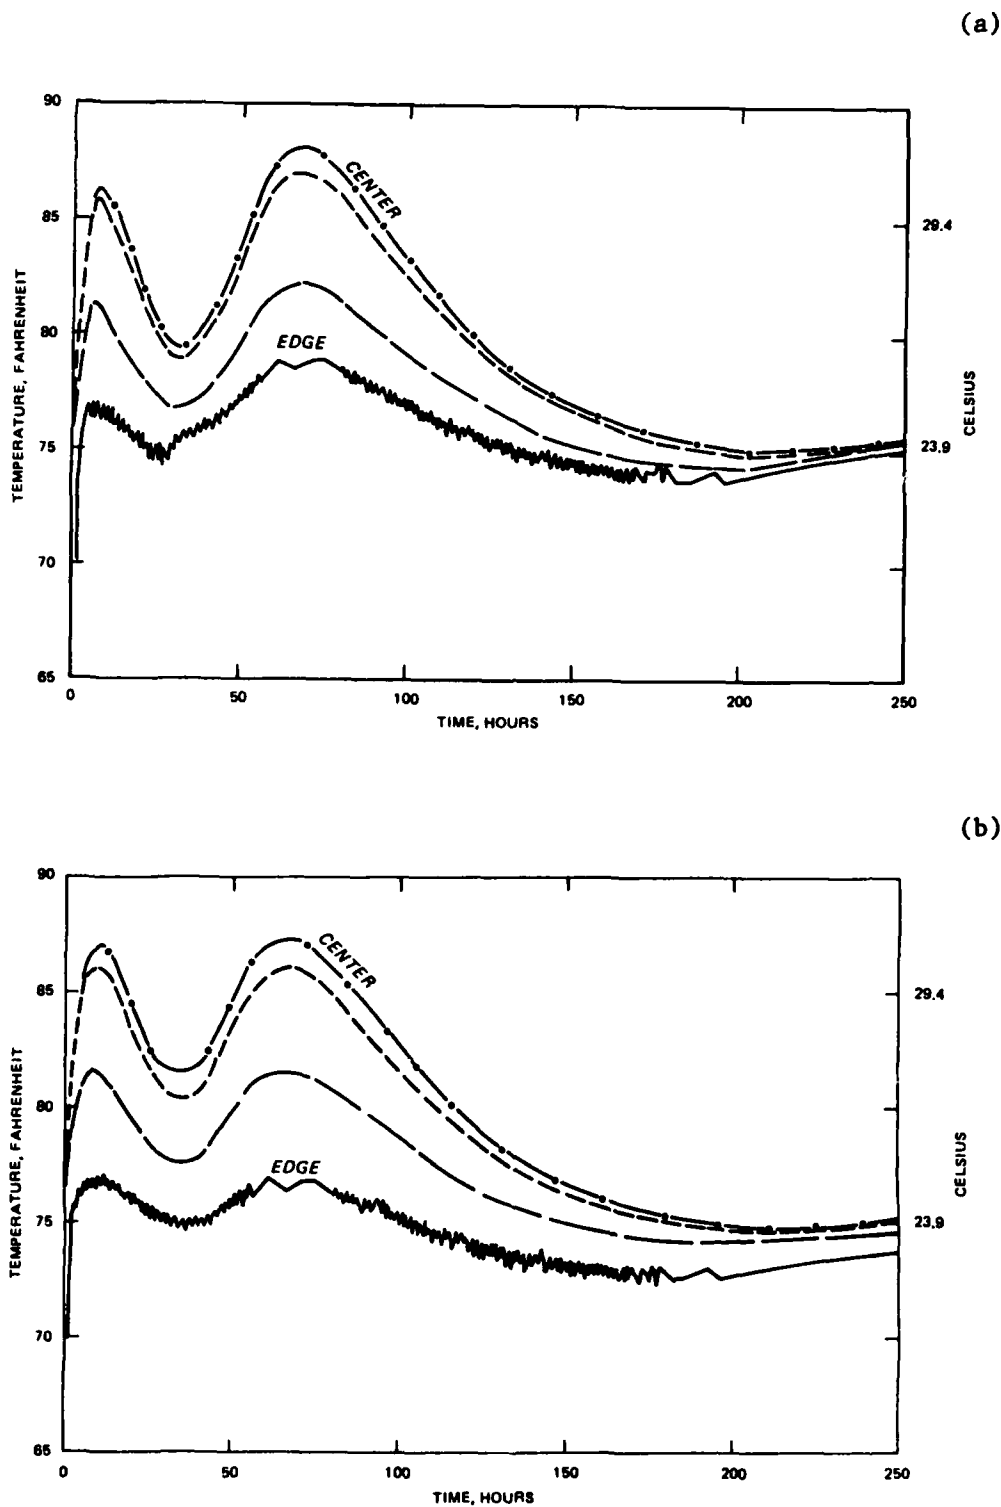 (a)
90
85
80
75
70
65
TEMPERATURE, FAHRENHEIT
CENTER
EDGE
29.4
23.9
CELSIUS
0 50 100 150 200 250
TIME, HOURS
(b)
90
85
80
75
70
65
TEMPERATURE, FAHRENHEIT
CENTER
EDGE
29.4
23.9
CELSIUS
0 50 100 150 200 250
TIME, HOURS